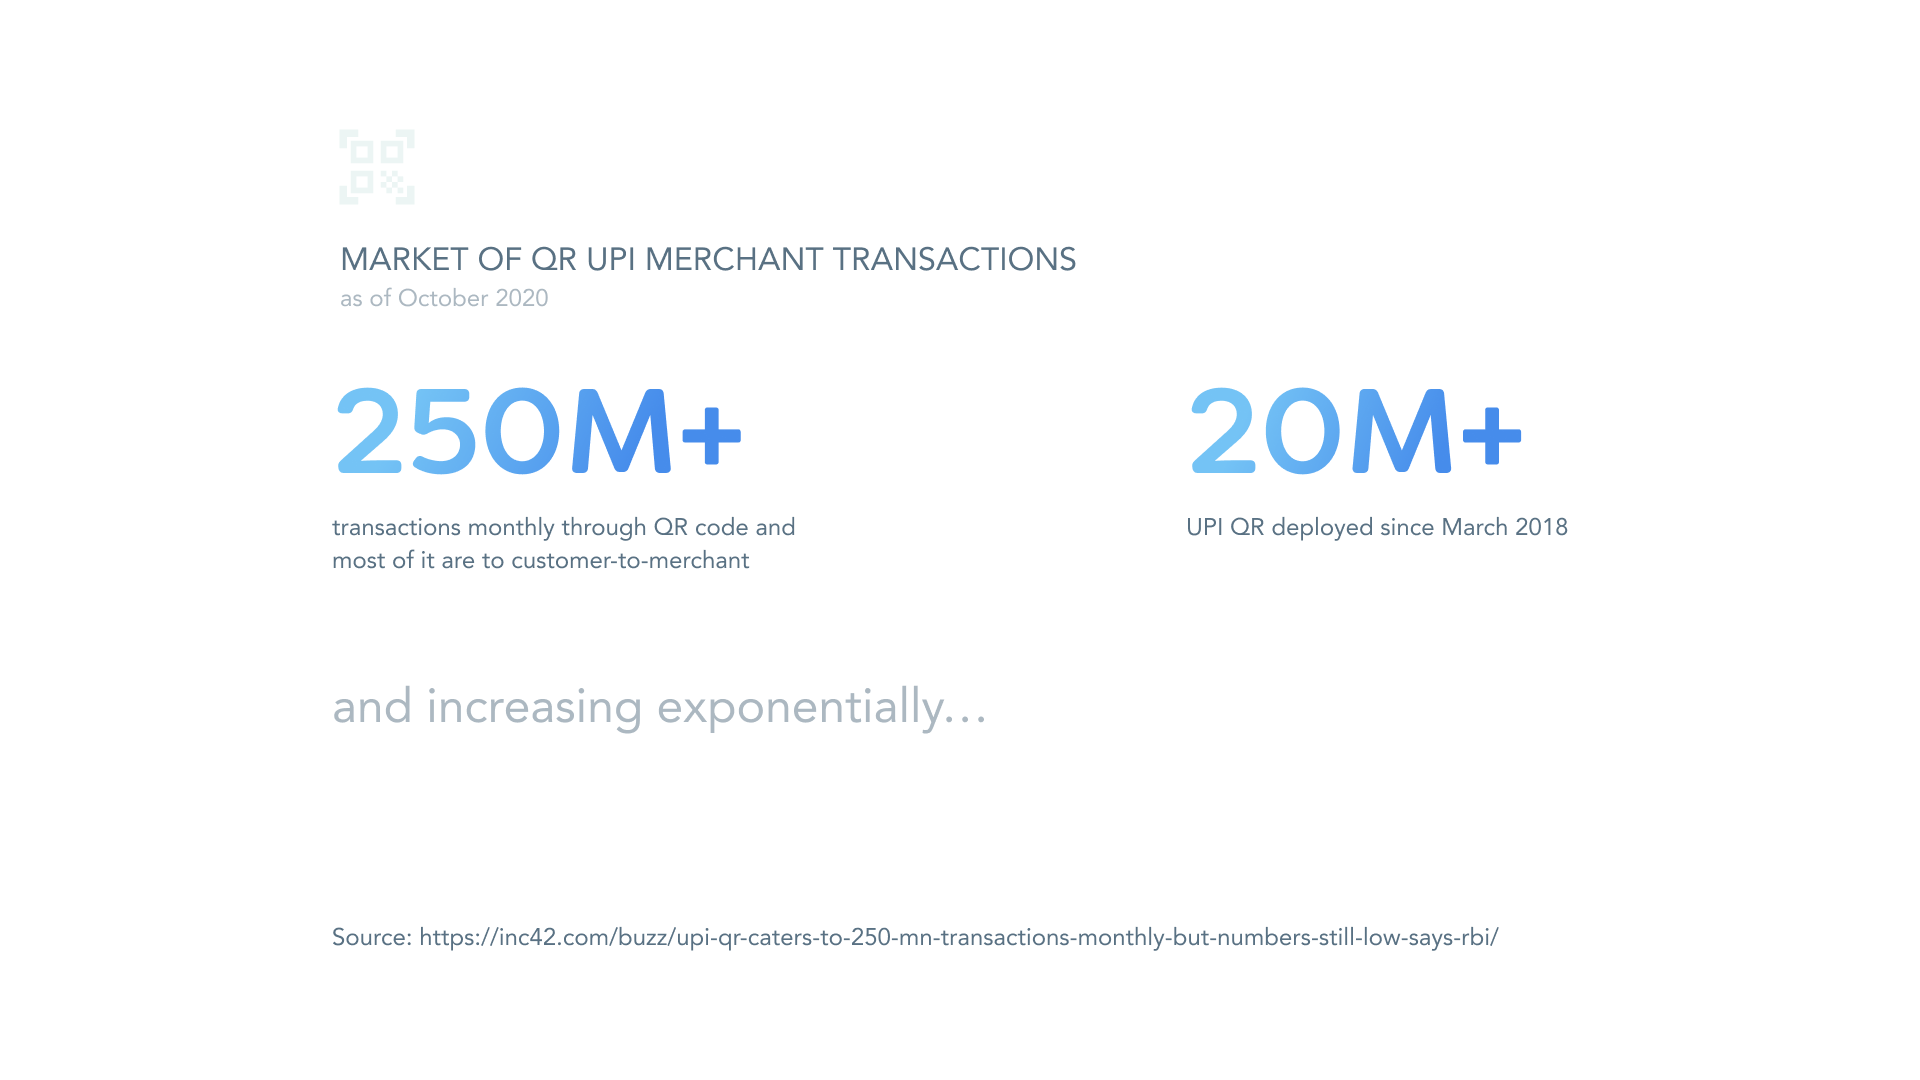 MARKET OF QR UPI MERCHANT TRANSACTIONS
as of October 2020
250M+
transactions monthly through QR code and
most of it are to customer-to-merchant
20M+
UPI QR deployed since March 2018
and increasing exponentially...
Source: https://inc42.com/buzz/upi-qr-caters-to-250-mn-transactions-monthly-but-numbers-still-low-says-rbi/